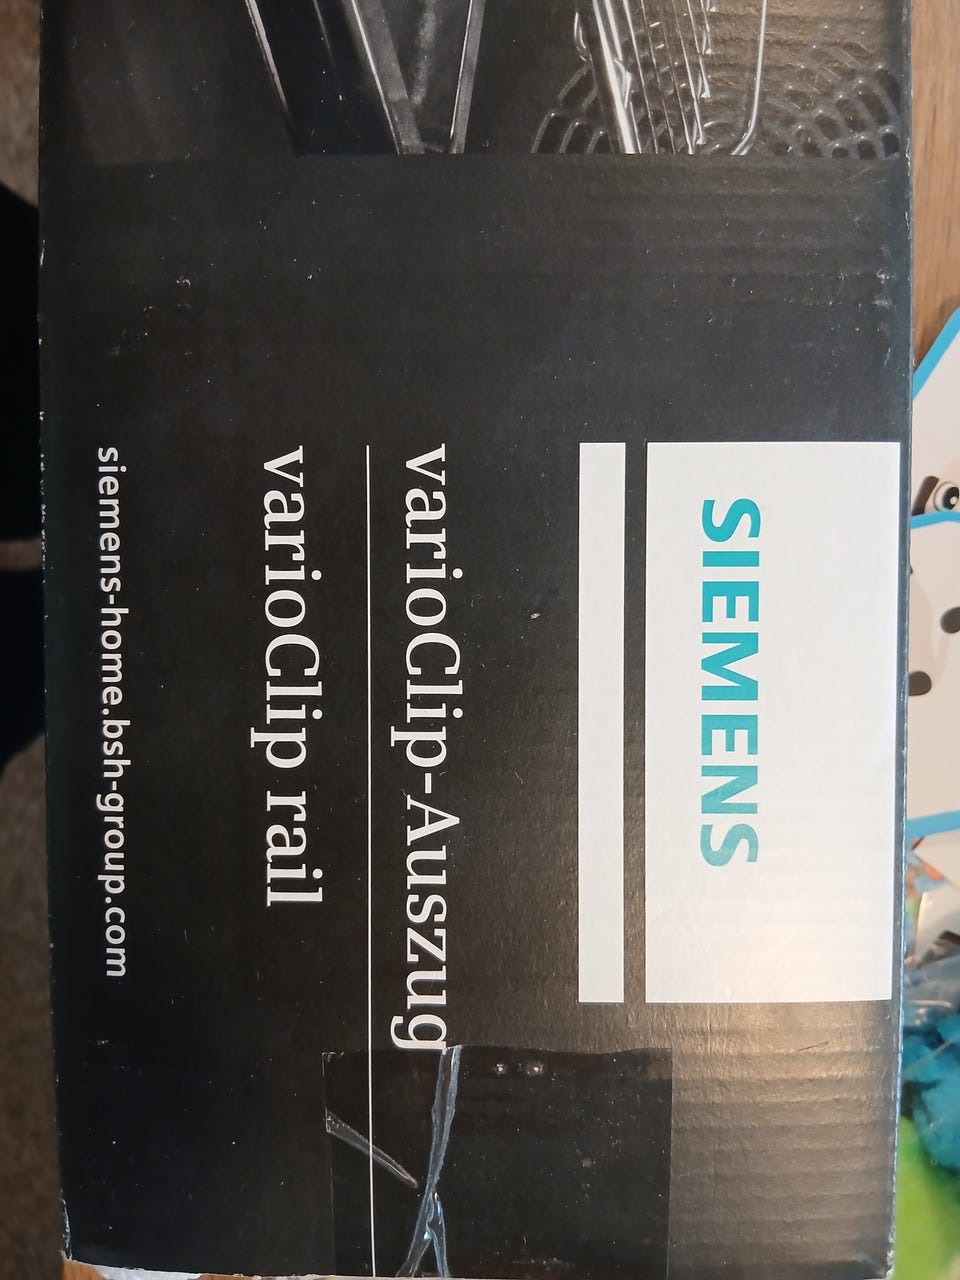 SIEMENS
varioClip-Auszug
varioClip rail
siemens-home.bsh-group.com